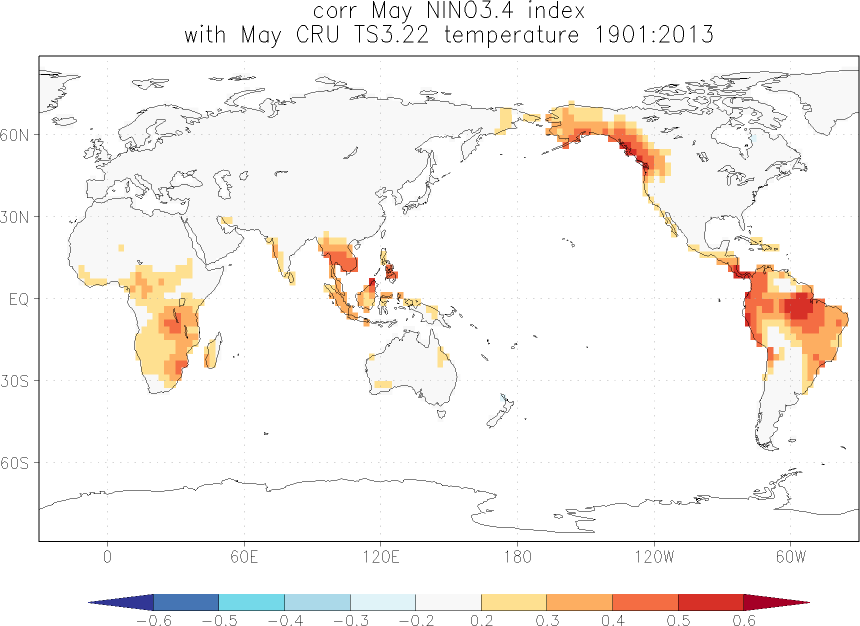 corr May NINO3.4 index
with May CRU TS3.22 temperature 1901:2013
60N
30N
EQ
30S
60S
0 60E 120E 180 120W 60W
−0.6 −0.5 −0.4 −0.3 −0.2 0.2 0.3 0.4 0.5 0.6